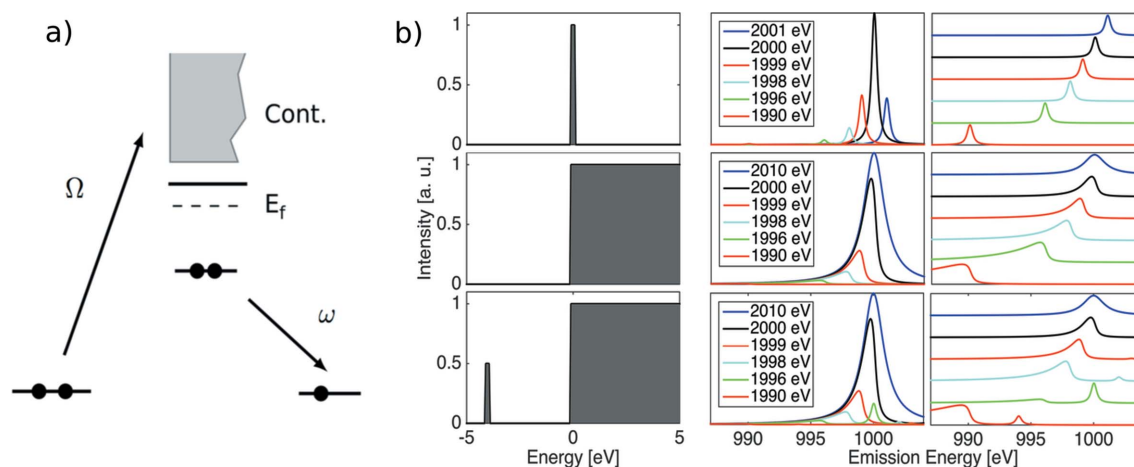 a)
Cont.
Ω
E_f
ω
b)
Intensity [a. u.]
1
0.5
0
2001 eV
2000 eV
1999 eV
1998 eV
1996 eV
1990 eV
1
0.5
0
2010 eV
2000 eV
1999 eV
1998 eV
1996 eV
1990 eV
1
0.5
0
2010 eV
2000 eV
1999 eV
1998 eV
1996 eV
1990 eV
-5 0 5
Energy [eV]
990 995 1000 990 995 1000
Emission Energy [eV]